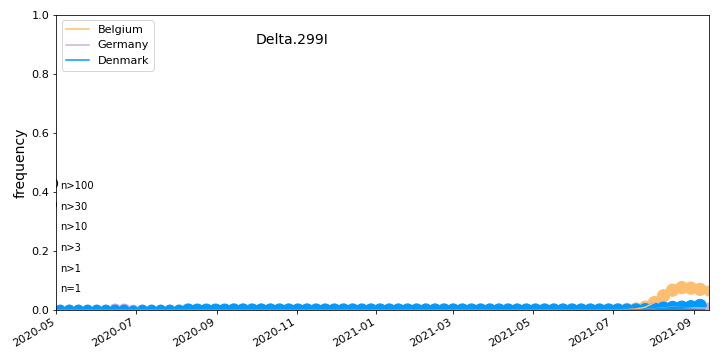 Delta.299I
Belgium
Germany
Denmark
frequency
1.0
0.8
0.6
0.4
0.2
0.0
n>100
n>30
n>10
n>3
n>1
n=1
2020-05
2020-07
2020-09
2020-11
2021-01
2021-03
2021-05
2021-07
2021-09